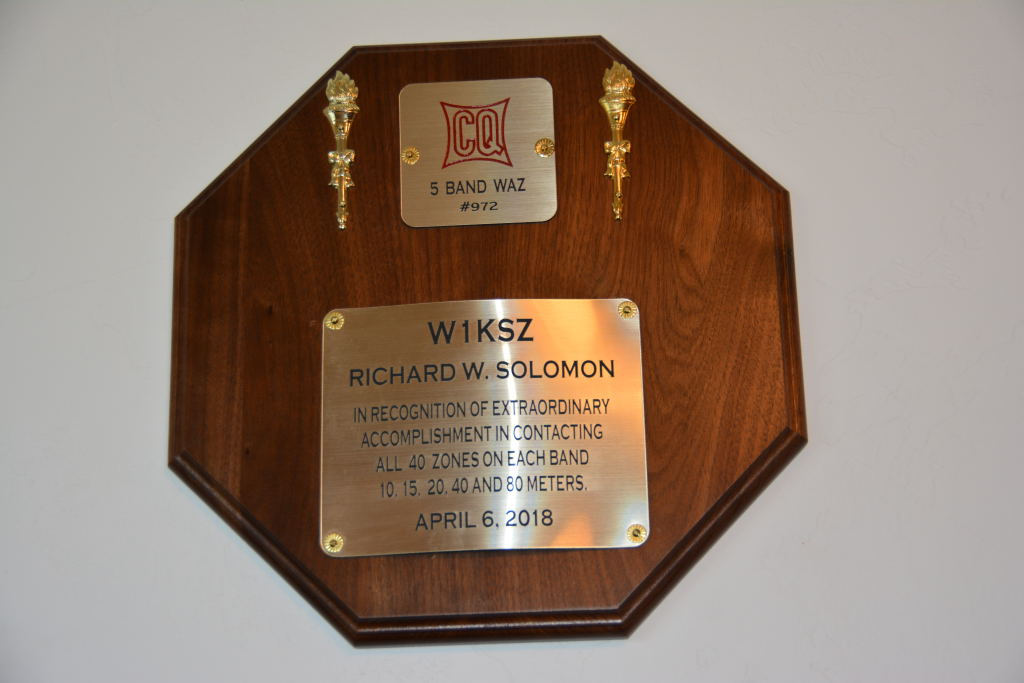 CQ
5 BAND WAZ
#972
W1KSZ
RICHARD W. SOLOMON
IN RECOGNITION OF EXTRAORDINARY
ACCOMPLISHMENT IN CONTACTING
ALL 40 ZONES ON EACH BAND
10, 15, 20, 40 AND 80 METERS.
APRIL 6, 2018